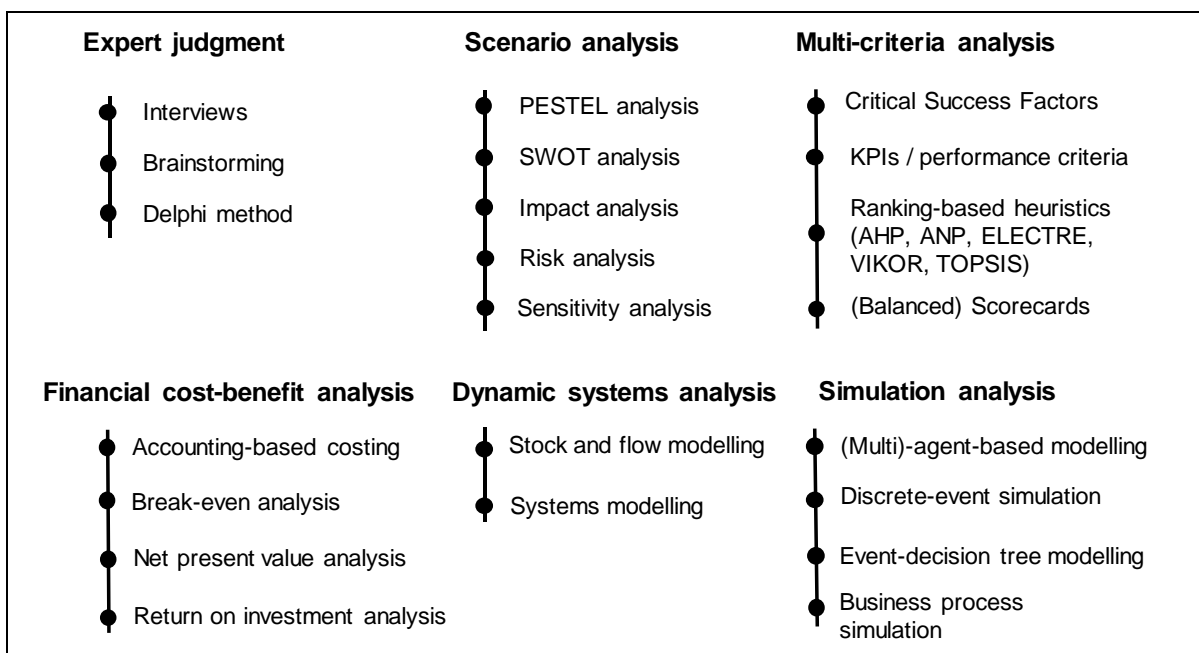 Expert judgment
Interviews
Brainstorming
Delphi method
Scenario analysis
PESTEL analysis
SWOT analysis
Impact analysis
Risk analysis
Sensitivity analysis
Multi-criteria analysis
Critical Success Factors
KPIs / performance criteria
Ranking-based heuristics
(AHP, ANP, ELECTRE,
VIKOR, TOPSIS)
(Balanced) Scorecards
Financial cost-benefit analysis
Accounting-based costing
Break-even analysis
Net present value analysis
Return on investment analysis
Dynamic systems analysis
Stock and flow modelling
Systems modelling
Simulation analysis
(Multi)-agent-based modelling
Discrete-event simulation
Event-decision tree modelling
Business process
simulation